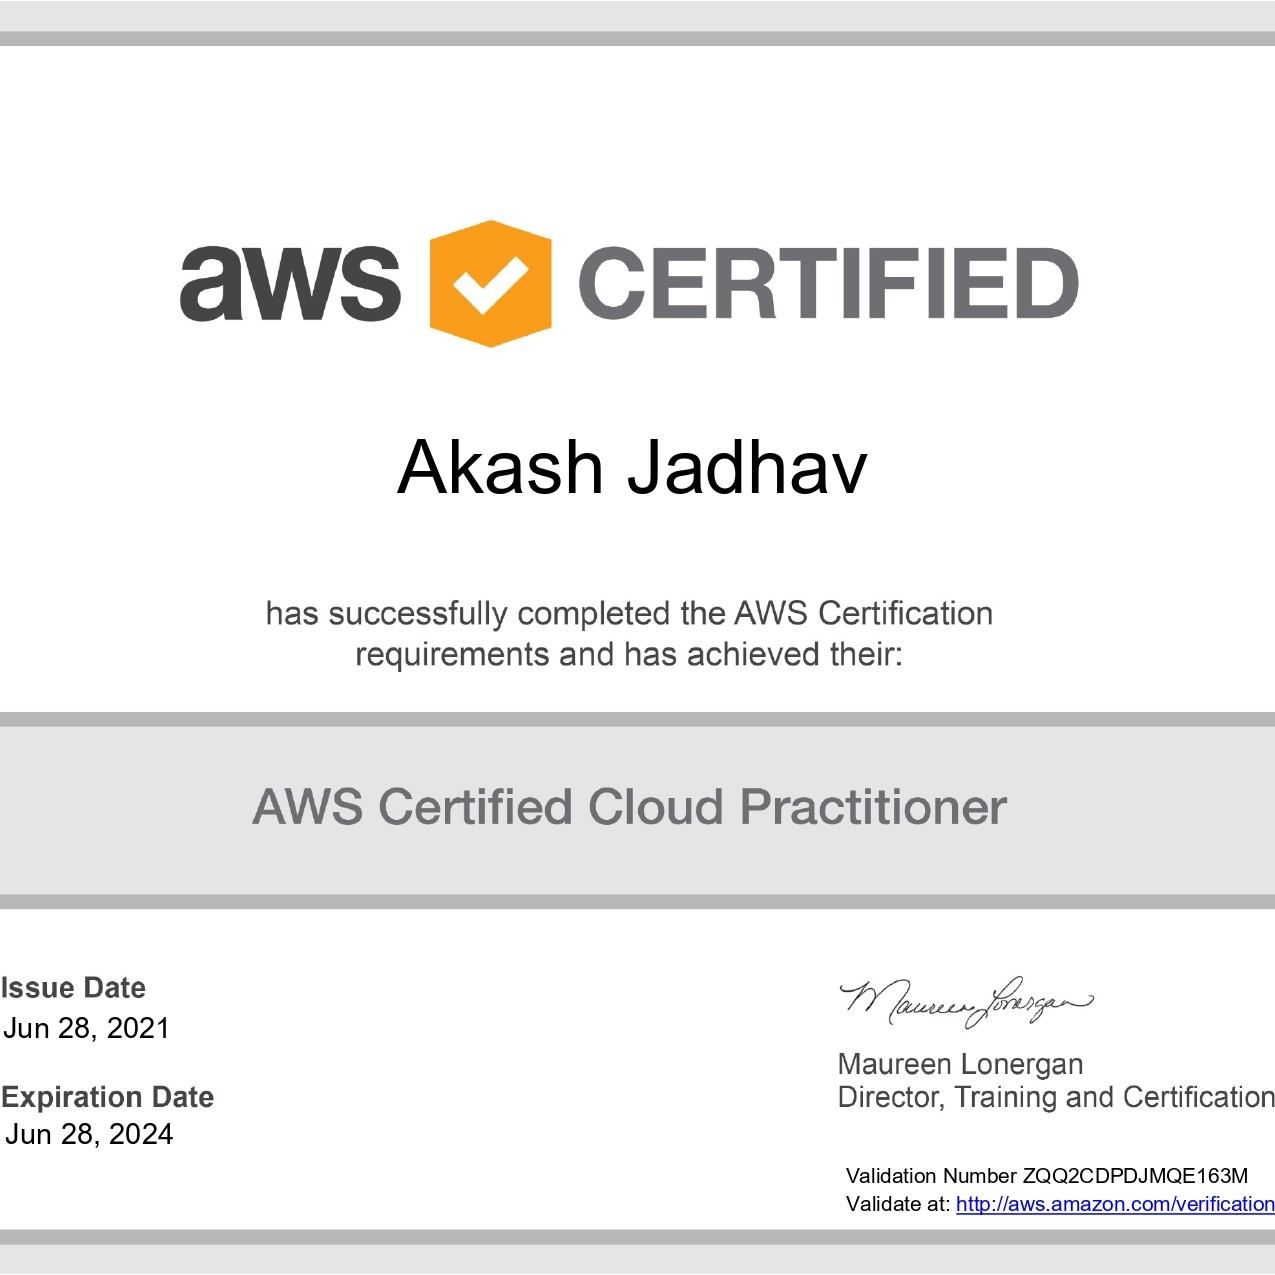 aws CERTIFIED
Akash Jadhav
has successfully completed the AWS Certification
requirements and has achieved their:
AWS Certified Cloud Practitioner
Issue Date
Jun 28, 2021
Expiration Date
Jun 28, 2024
Maureen Lonergan
Maureen Lonergan
Director, Training and Certification
Validation Number ZQQ2CDPDJMQE163M
Validate at: http://aws.amazon.com/verification